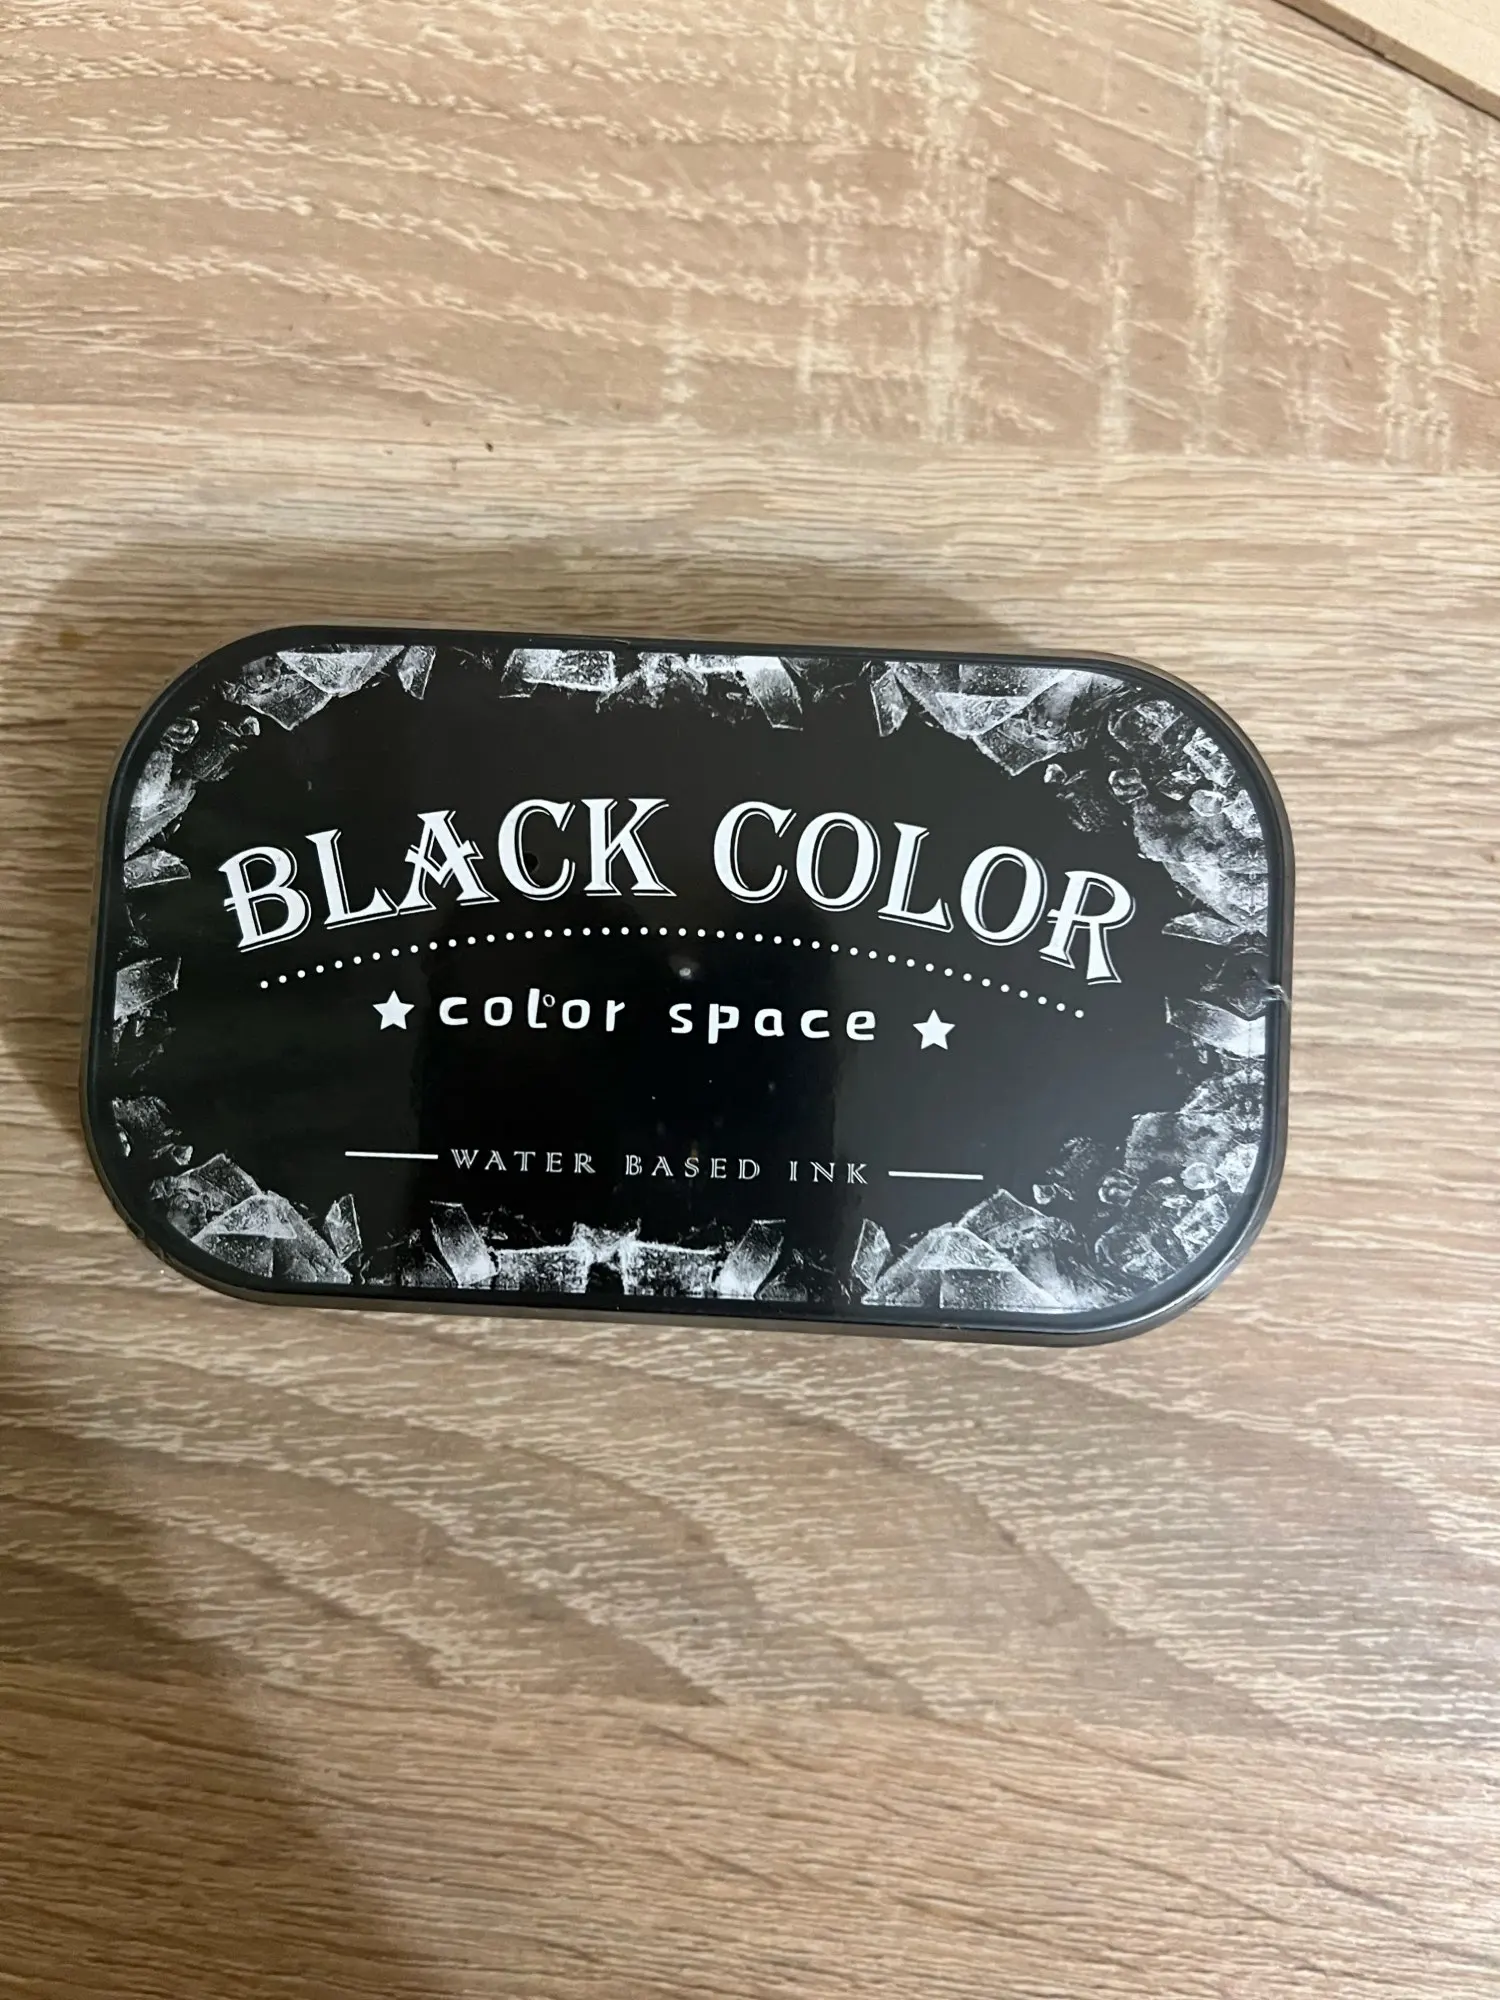 BLACK COLOR
color space
WATER BASED INK